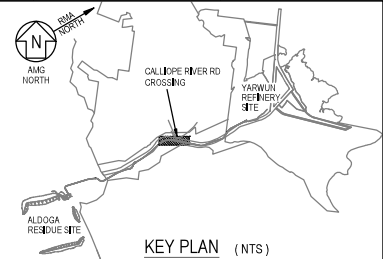 RMA
NORTH
N
AMG
NORTH
CALLIOPE RIVER RD
CROSSING
YARWUN
REFINERY
SITE
ALDOGA
RESIDUE SITE
KEY PLAN (NTS)